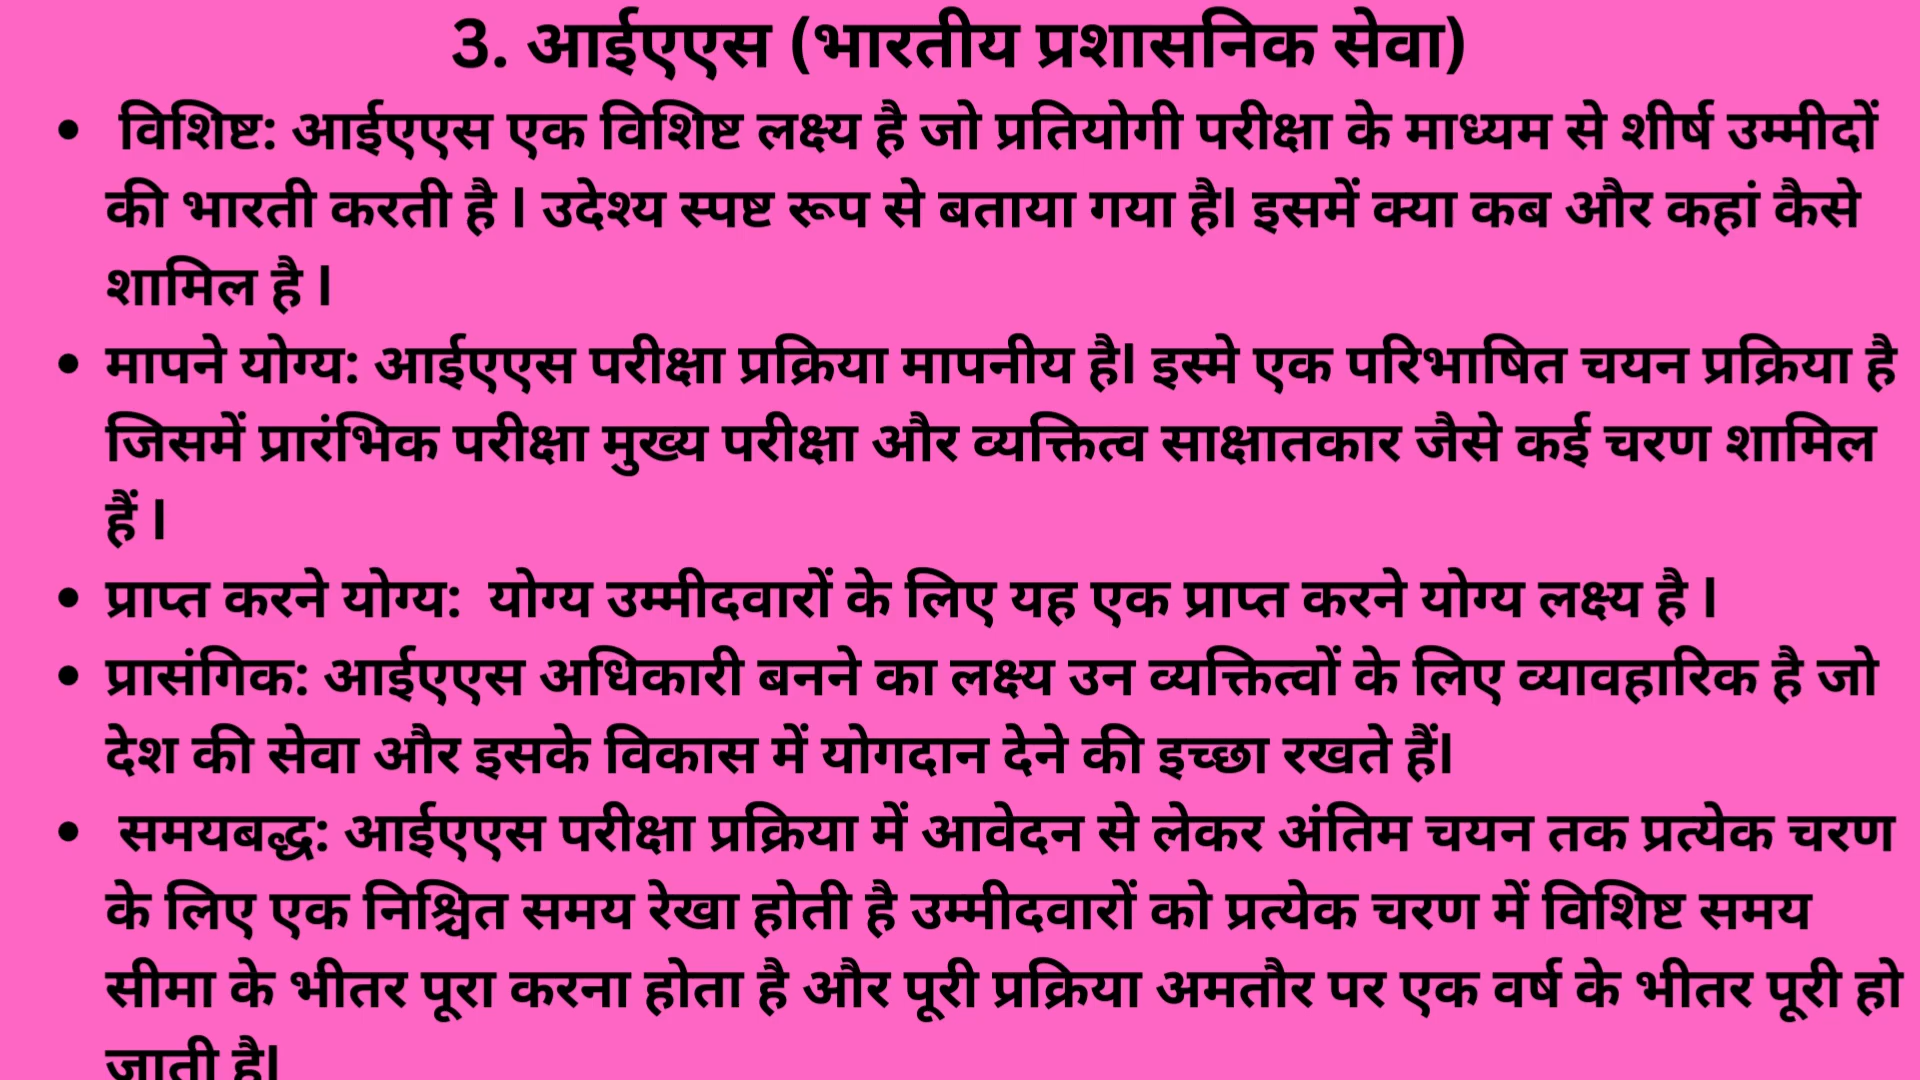 3. आईएएस (भारतीय प्रशासनिक सेवा)
• विशिष्ट: आईएएस एक विशिष्ट लक्ष्य है जो प्रतियोगी परीक्षा के माध्यम से शीर्ष उम्मीदों
की भारती करती है । उदेश्य स्पष्ट रूप से बताया गया है। इसमें क्या कब और कहां कैसे
शामिल है ।
• मापने योग्य: आईएएस परीक्षा प्रक्रिया मापनीय है। इस्मे एक परिभाषित चयन प्रक्रिया है
जिसमें प्रारंभिक परीक्षा मुख्य परीक्षा और व्यक्तित्व साक्षातकार जैसे कई चरण शामिल
हैं ।
• प्राप्त करने योग्य: योग्य उम्मीदवारों के लिए यह एक प्राप्त करने योग्य लक्ष्य है ।
• प्रासंगिक: आईएएस अधिकारी बनने का लक्ष्य उन व्यक्तित्वों के लिए व्यावहारिक है जो
देश की सेवा और इसके विकास में योगदान देने की इच्छा रखते हैं।
• समयबद्ध: आईएएस परीक्षा प्रक्रिया में आवेदन से लेकर अंतिम चयन तक प्रत्येक चरण
के लिए एक निश्चित समय रेखा होती है उम्मीदवारों को प्रत्येक चरण में विशिष्ट समय
सीमा के भीतर पूरा करना होता है और पूरी प्रक्रिया अमतौर पर एक वर्ष के भीतर पूरी हो
जाती है।